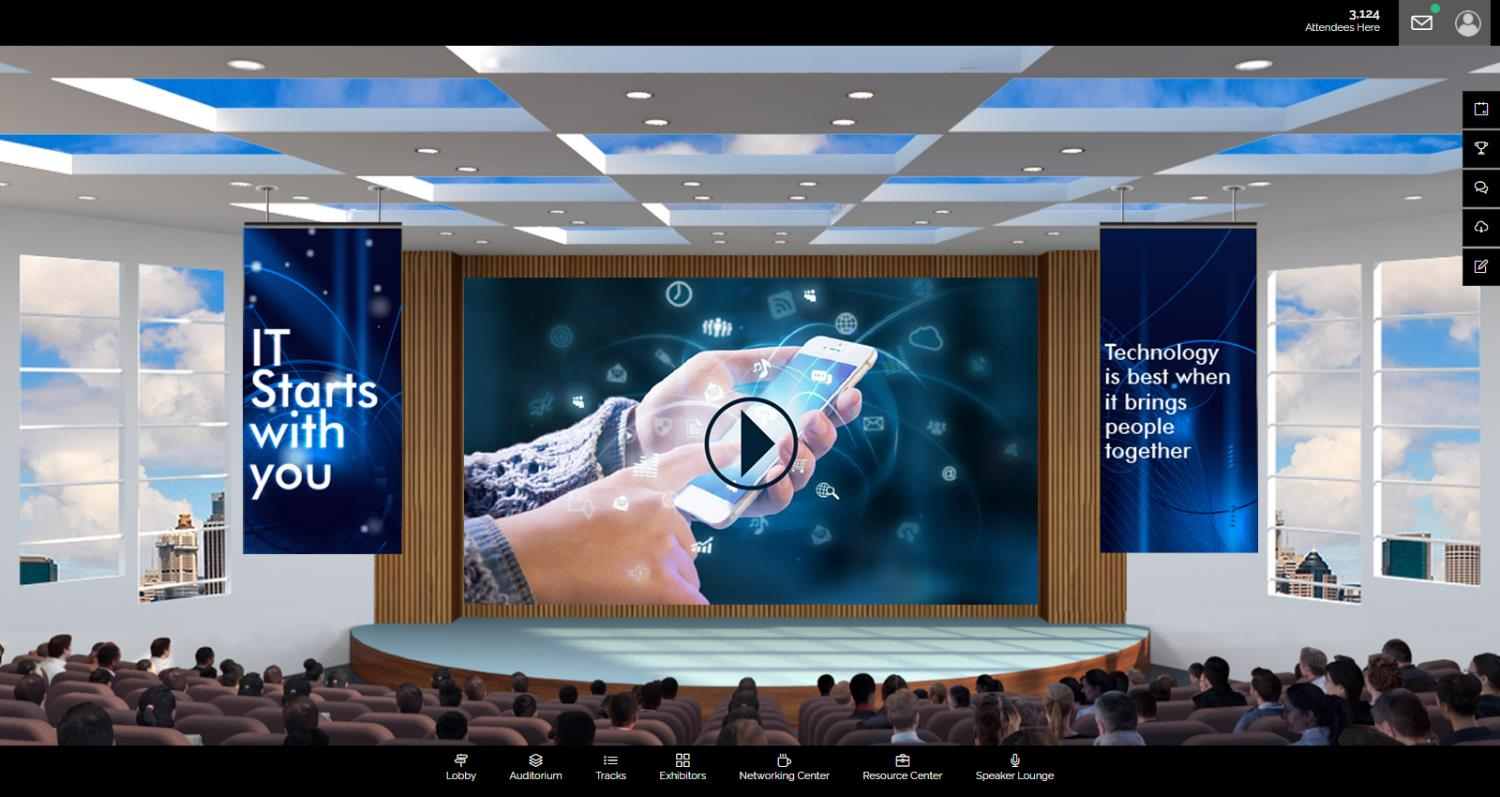 3,124
Attendees Here
IT
Starts
with
you
Technology
is best when
it brings
people
together
@
Lobby
Auditorium
Tracks
Exhibitors
Networking Center
Resource Center
Speaker Lounge